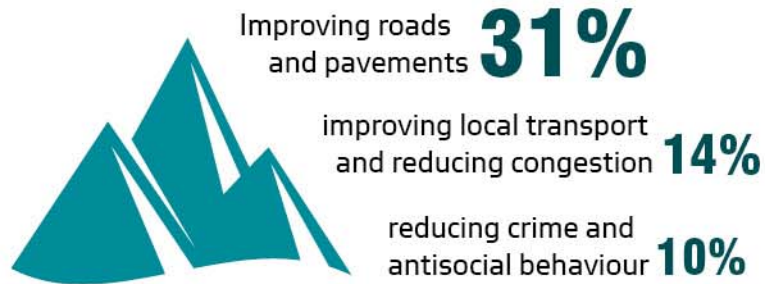 Improving roads
and pavements 31%
improving local transport
and reducing congestion 14%
reducing crime and
antisocial behaviour 10%